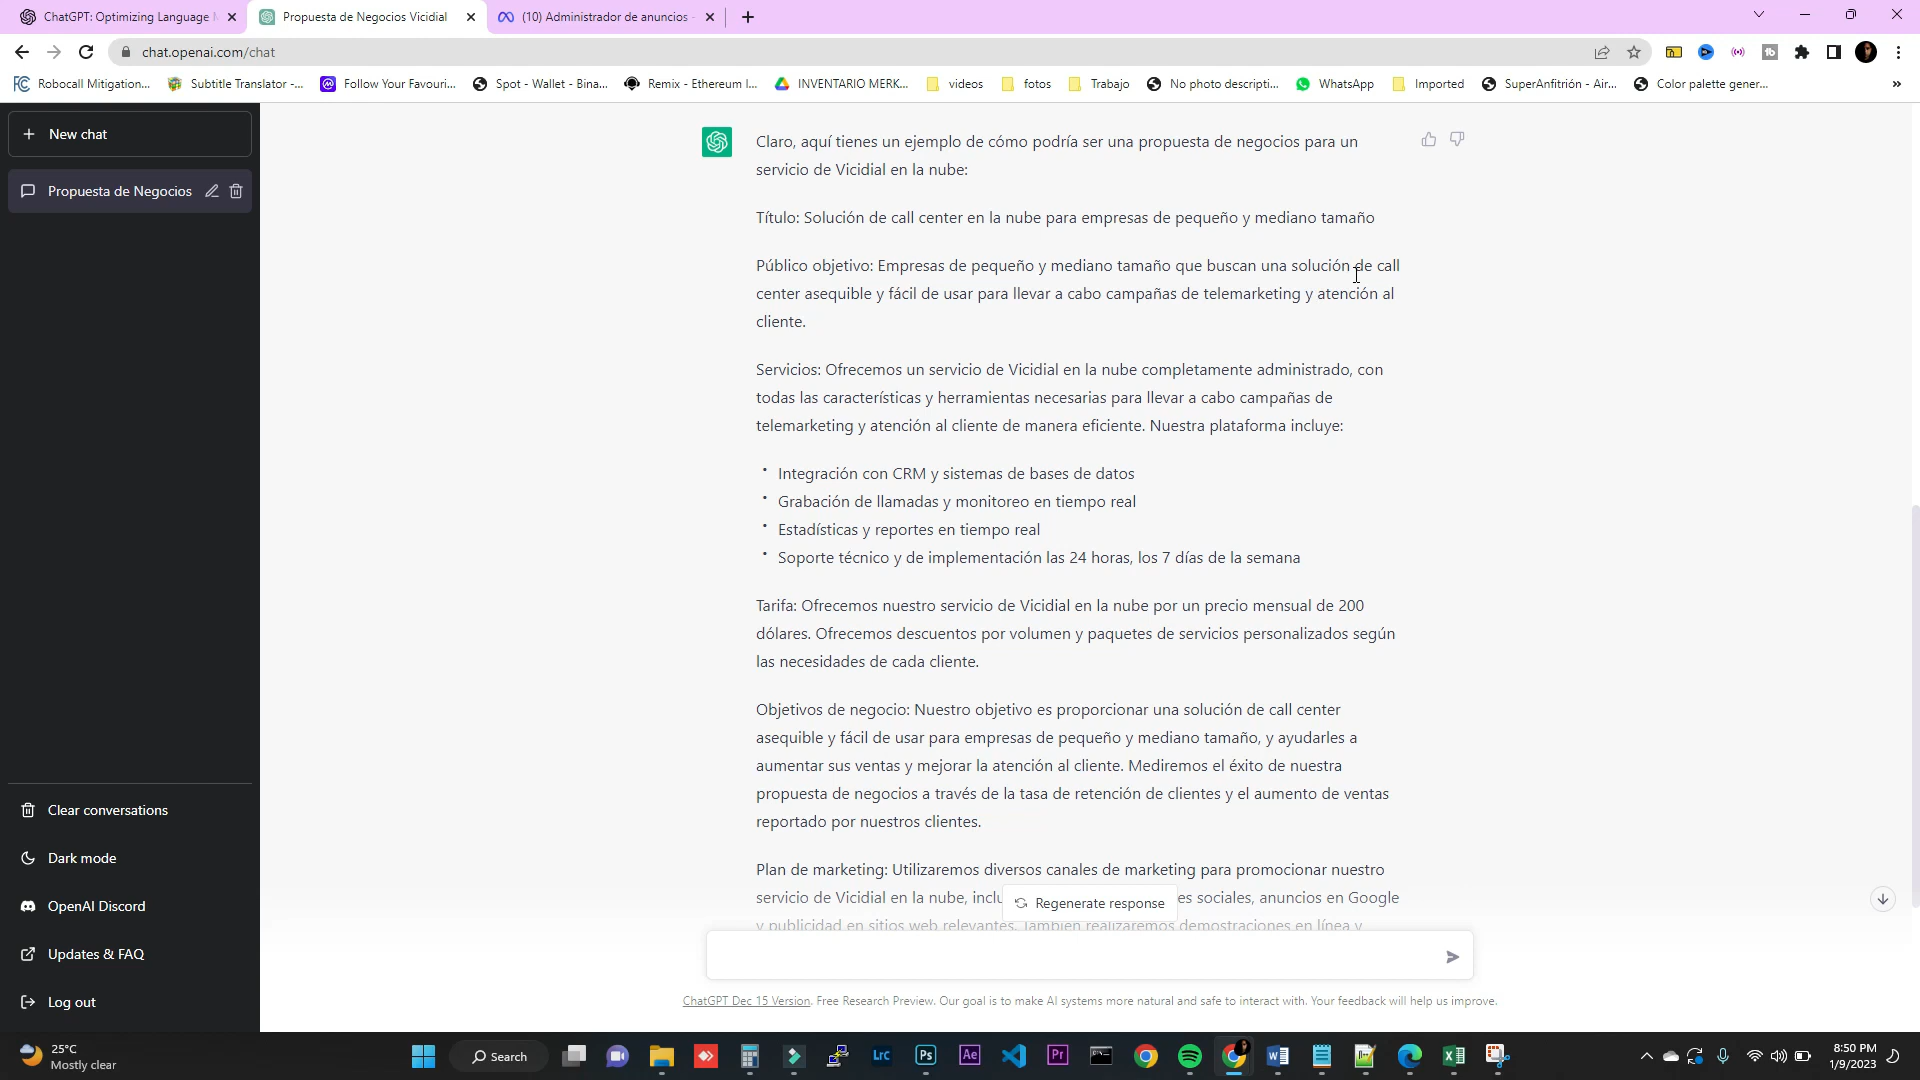 ChatGPT: Optimizing Language
Propuesta de Negocios Vicidial
(10) Administrador de anuncios -
chat.openai.com/chat
Robocall Mitigation...
Subtitle Translator -...
Follow Your Favouri...
Spot - Wallet - Bina...
Remix - Ethereum I...
INVENTARIO MERK...
videos
fotos
Trabajo
No photo descripti...
WhatsApp
Imported
SuperAnfitrión - Air...
Color palette gener...
»
New chat
Propuesta de Negocios
Clear conversations
Dark mode
OpenAI Discord
Updates & FAQ
Log out
Claro, aquí tienes un ejemplo de cómo podría ser una propuesta de negocios para un
servicio de Vicidial en la nube:
Título: Solución de call center en la nube para empresas de pequeño y mediano tamaño
Público objetivo: Empresas de pequeño y mediano tamaño que buscan una solución de call
center asequible y fácil de usar para llevar a cabo campañas de telemarketing y atención al
cliente.
Servicios: Ofrecemos un servicio de Vicidial en la nube completamente administrado, con
todas las características y herramientas necesarias para llevar a cabo campañas de
telemarketing y atención al cliente de manera eficiente. Nuestra plataforma incluye:
• Integración con CRM y sistemas de bases de datos
• Grabación de llamadas y monitoreo en tiempo real
• Estadísticas y reportes en tiempo real
• Soporte técnico y de implementación las 24 horas, los 7 días de la semana
Tarifa: Ofrecemos nuestro servicio de Vicidial en la nube por un precio mensual de 200
dólares. Ofrecemos descuentos por volumen y paquetes de servicios personalizados según
las necesidades de cada cliente.
Objetivos de negocio: Nuestro objetivo es proporcionar una solución de call center
asequible y fácil de usar para empresas de pequeño y mediano tamaño, y ayudarles a
aumentar sus ventas y mejorar la atención al cliente. Mediremos el éxito de nuestra
propuesta de negocios a través de la tasa de retención de clientes y el aumento de ventas
reportado por nuestros clientes.
Plan de marketing: Utilizaremos diversos canales de marketing para promocionar nuestro
servicio de Vicidial en la nube, inclu es sociales, anuncios en Google
Regenerate response
y publicidad en sitios web relevantes. También realizaremos demostraciones en línea y
ChatGPT Dec 15 Version. Free Research Preview. Our goal is to make AI systems more natural and safe to interact with. Your feedback will help us improve.
25°C
Mostly clear
Search
Lrc
Ps
Ae
Pr
8:50 PM
1/9/2023